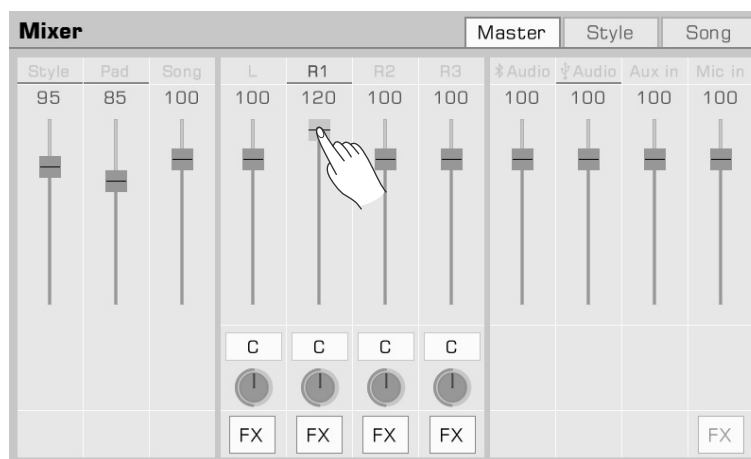 Mixer Master Style Song
Style Pad Song L R1 R2 R3 Audio Audio Aux in Mic in
95 85 100 100 120 100 100 100 100 100 100
C C C C
FX FX FX FX FX